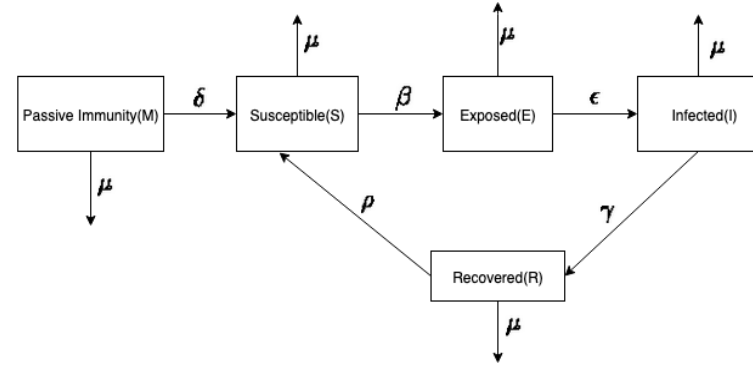 μ
μ
μ
Passive Immunity(M)
δ
Susceptible(S)
β
Exposed(E)
ϵ
Infected(I)
μ
ρ
γ
Recovered(R)
μ